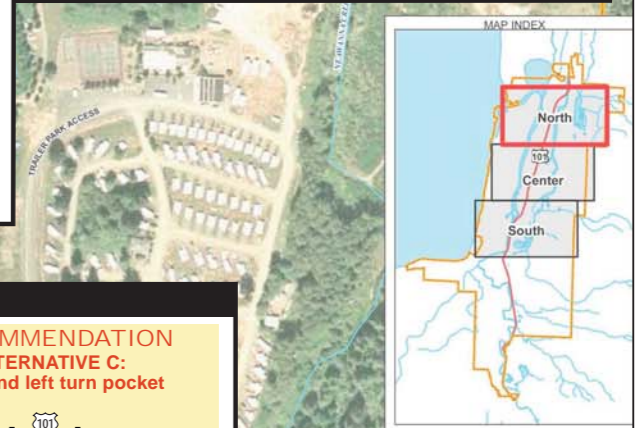 MAP INDEX
North
101
Center
South
TRAILER PARK ACCESS
MMENDATION
TERNATIVE C:
nd left turn pocket
101